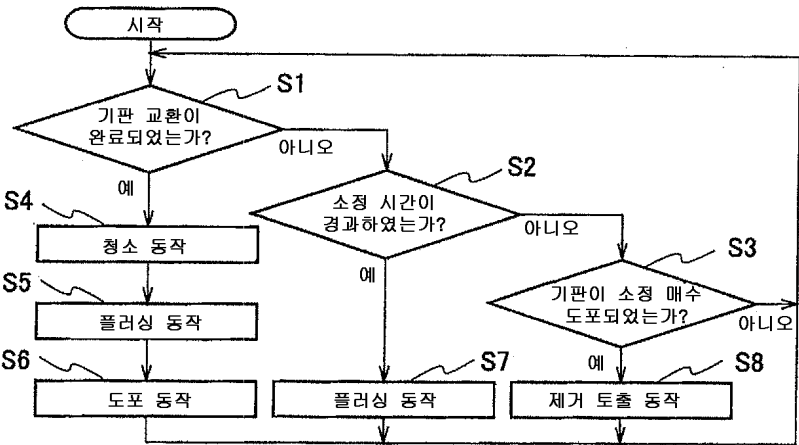 시작
S1
기판 교환이
완료되었는가?
아니오
예
S2
소정 시간이
경과하였는가?
아니오
예
S3
기판이 소정 매수
도포되었는가?
아니오
예
S4
청소 동작
S5
플러싱 동작
S6
도포 동작
S7
플러싱 동작
S8
제거 토출 동작